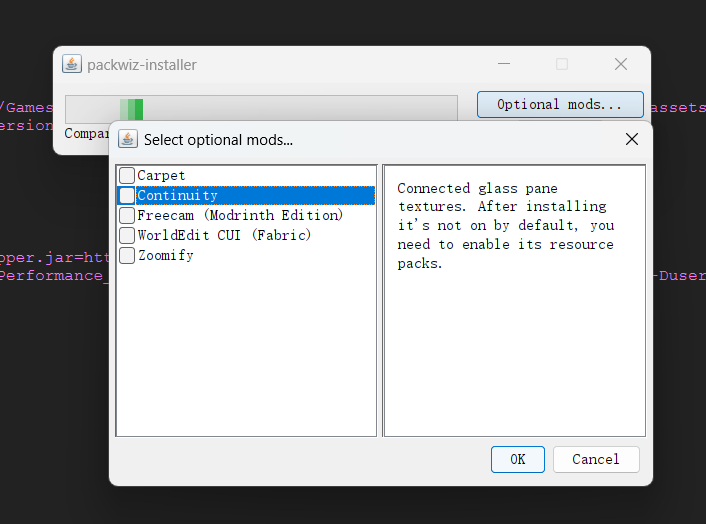 packwiz-installer
/Games
Optional mods...
assets
ersion
Compar
Select optional mods...
Carpet
Continuity
Freecam (Modrinth Edition)
WorldEdit CUI (Fabric)
Zoomify
Connected glass pane
textures. After installing
it's not on by default, you
need to enable its resource
packs.
pper.jar=htt
Performance_
-Duser
OK
Cancel